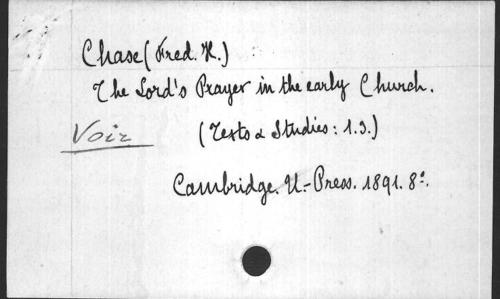 Chase (Fred. H.)
The Lord's Prayer in the early Church.
Voir
(Texts & Studies : 1.3.)
Cambridge. U.-Press. 1891. 8°.